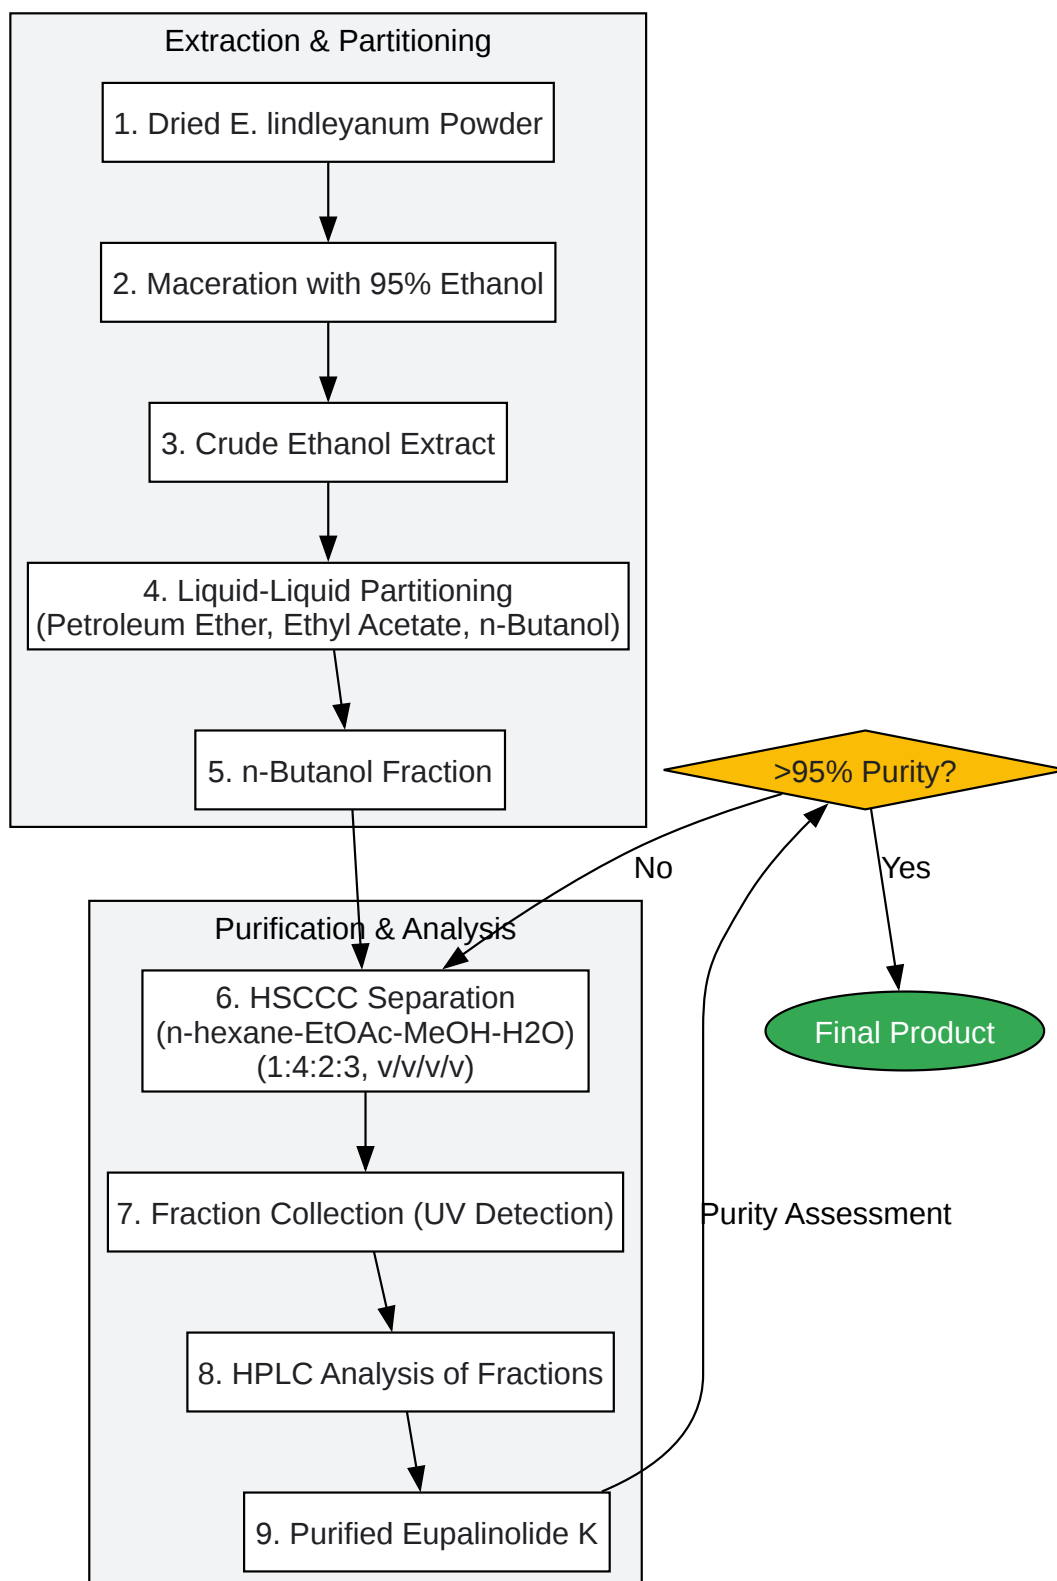 Extraction & Partitioning
1. Dried E. lindleyanum Powder
2. Maceration with 95% Ethanol
3. Crude Ethanol Extract
4. Liquid-Liquid Partitioning
(Petroleum Ether, Ethyl Acetate, n-Butanol)
5. n-Butanol Fraction
>95% Purity?
No
Yes
Purification & Analysis
6. HSCCC Separation
(n-hexane-EtOAc-MeOH-H2O)
(1:4:2:3, v/v/v/v)
Final Product
7. Fraction Collection (UV Detection)
Purity Assessment
8. HPLC Analysis of Fractions
9. Purified Eupalinolide K